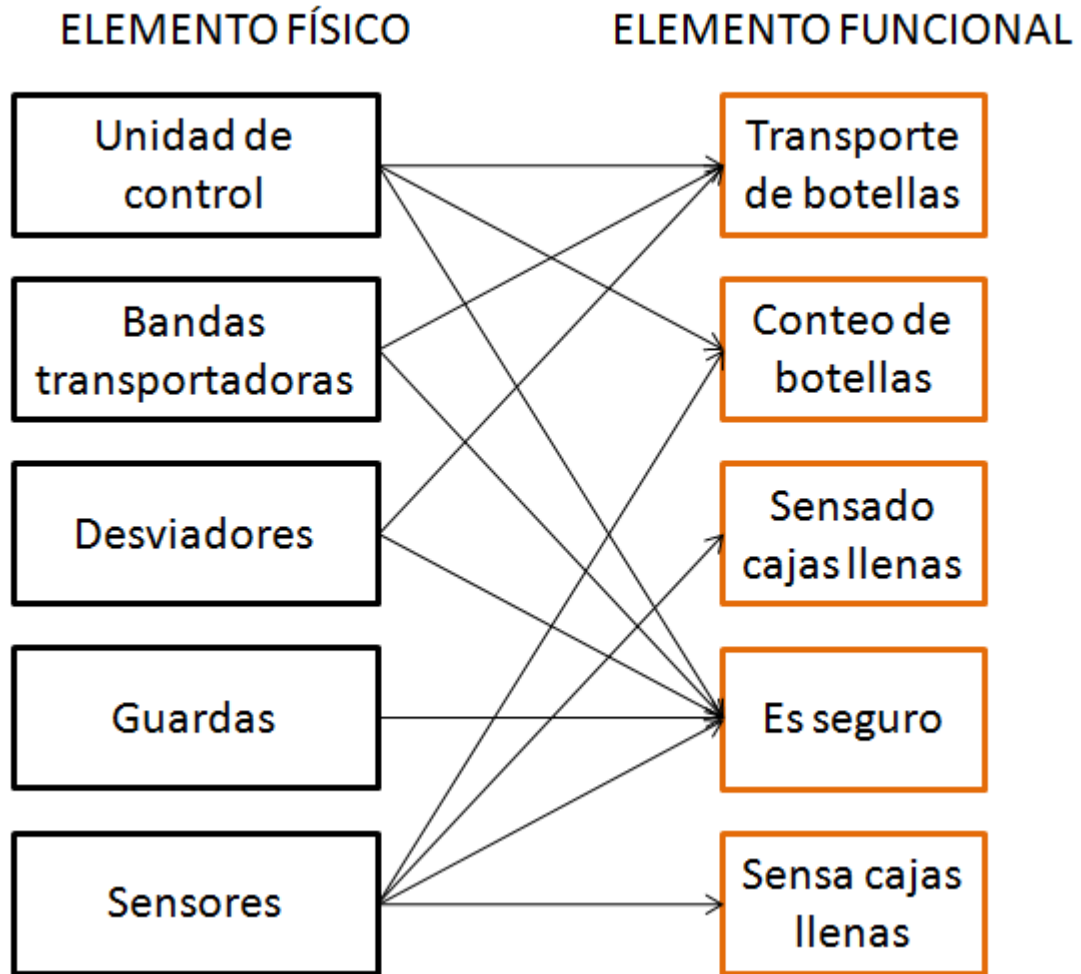 ELEMENTO FÍSICO
ELEMENTO FUNCIONAL
Unidad de
control
Transporte
de botellas
Bandas
transportadoras
Conteo de
botellas
Desviadores
Sensado
cajas llenas
Guardas
Es seguro
Sensores
Sensa cajas
llenas